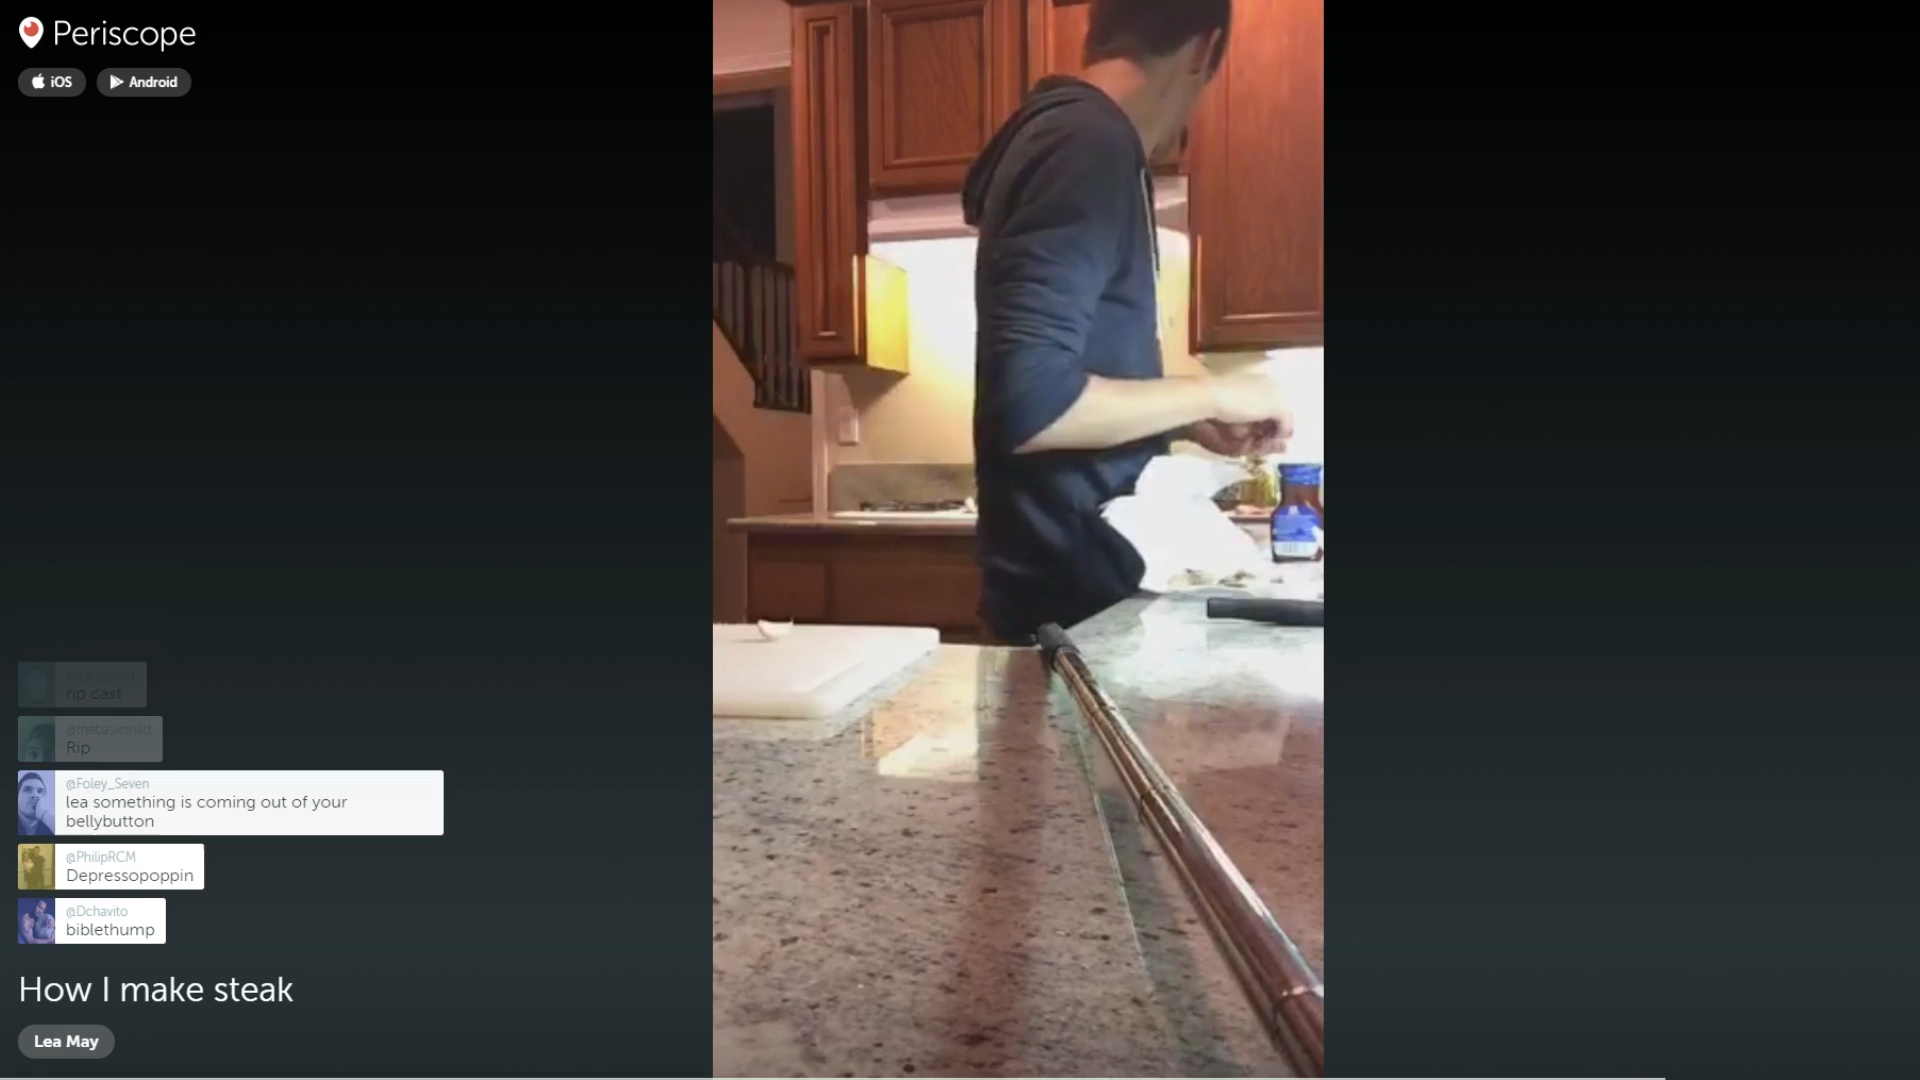 Periscope
iOS
Android
rip cast
@thebasicmatt
Rip
@Foley_Seven
lea something is coming out of your
bellybutton
@PhilipRCM
Depressopoppin
@Dchavito
biblethump
How I make steak
Lea May